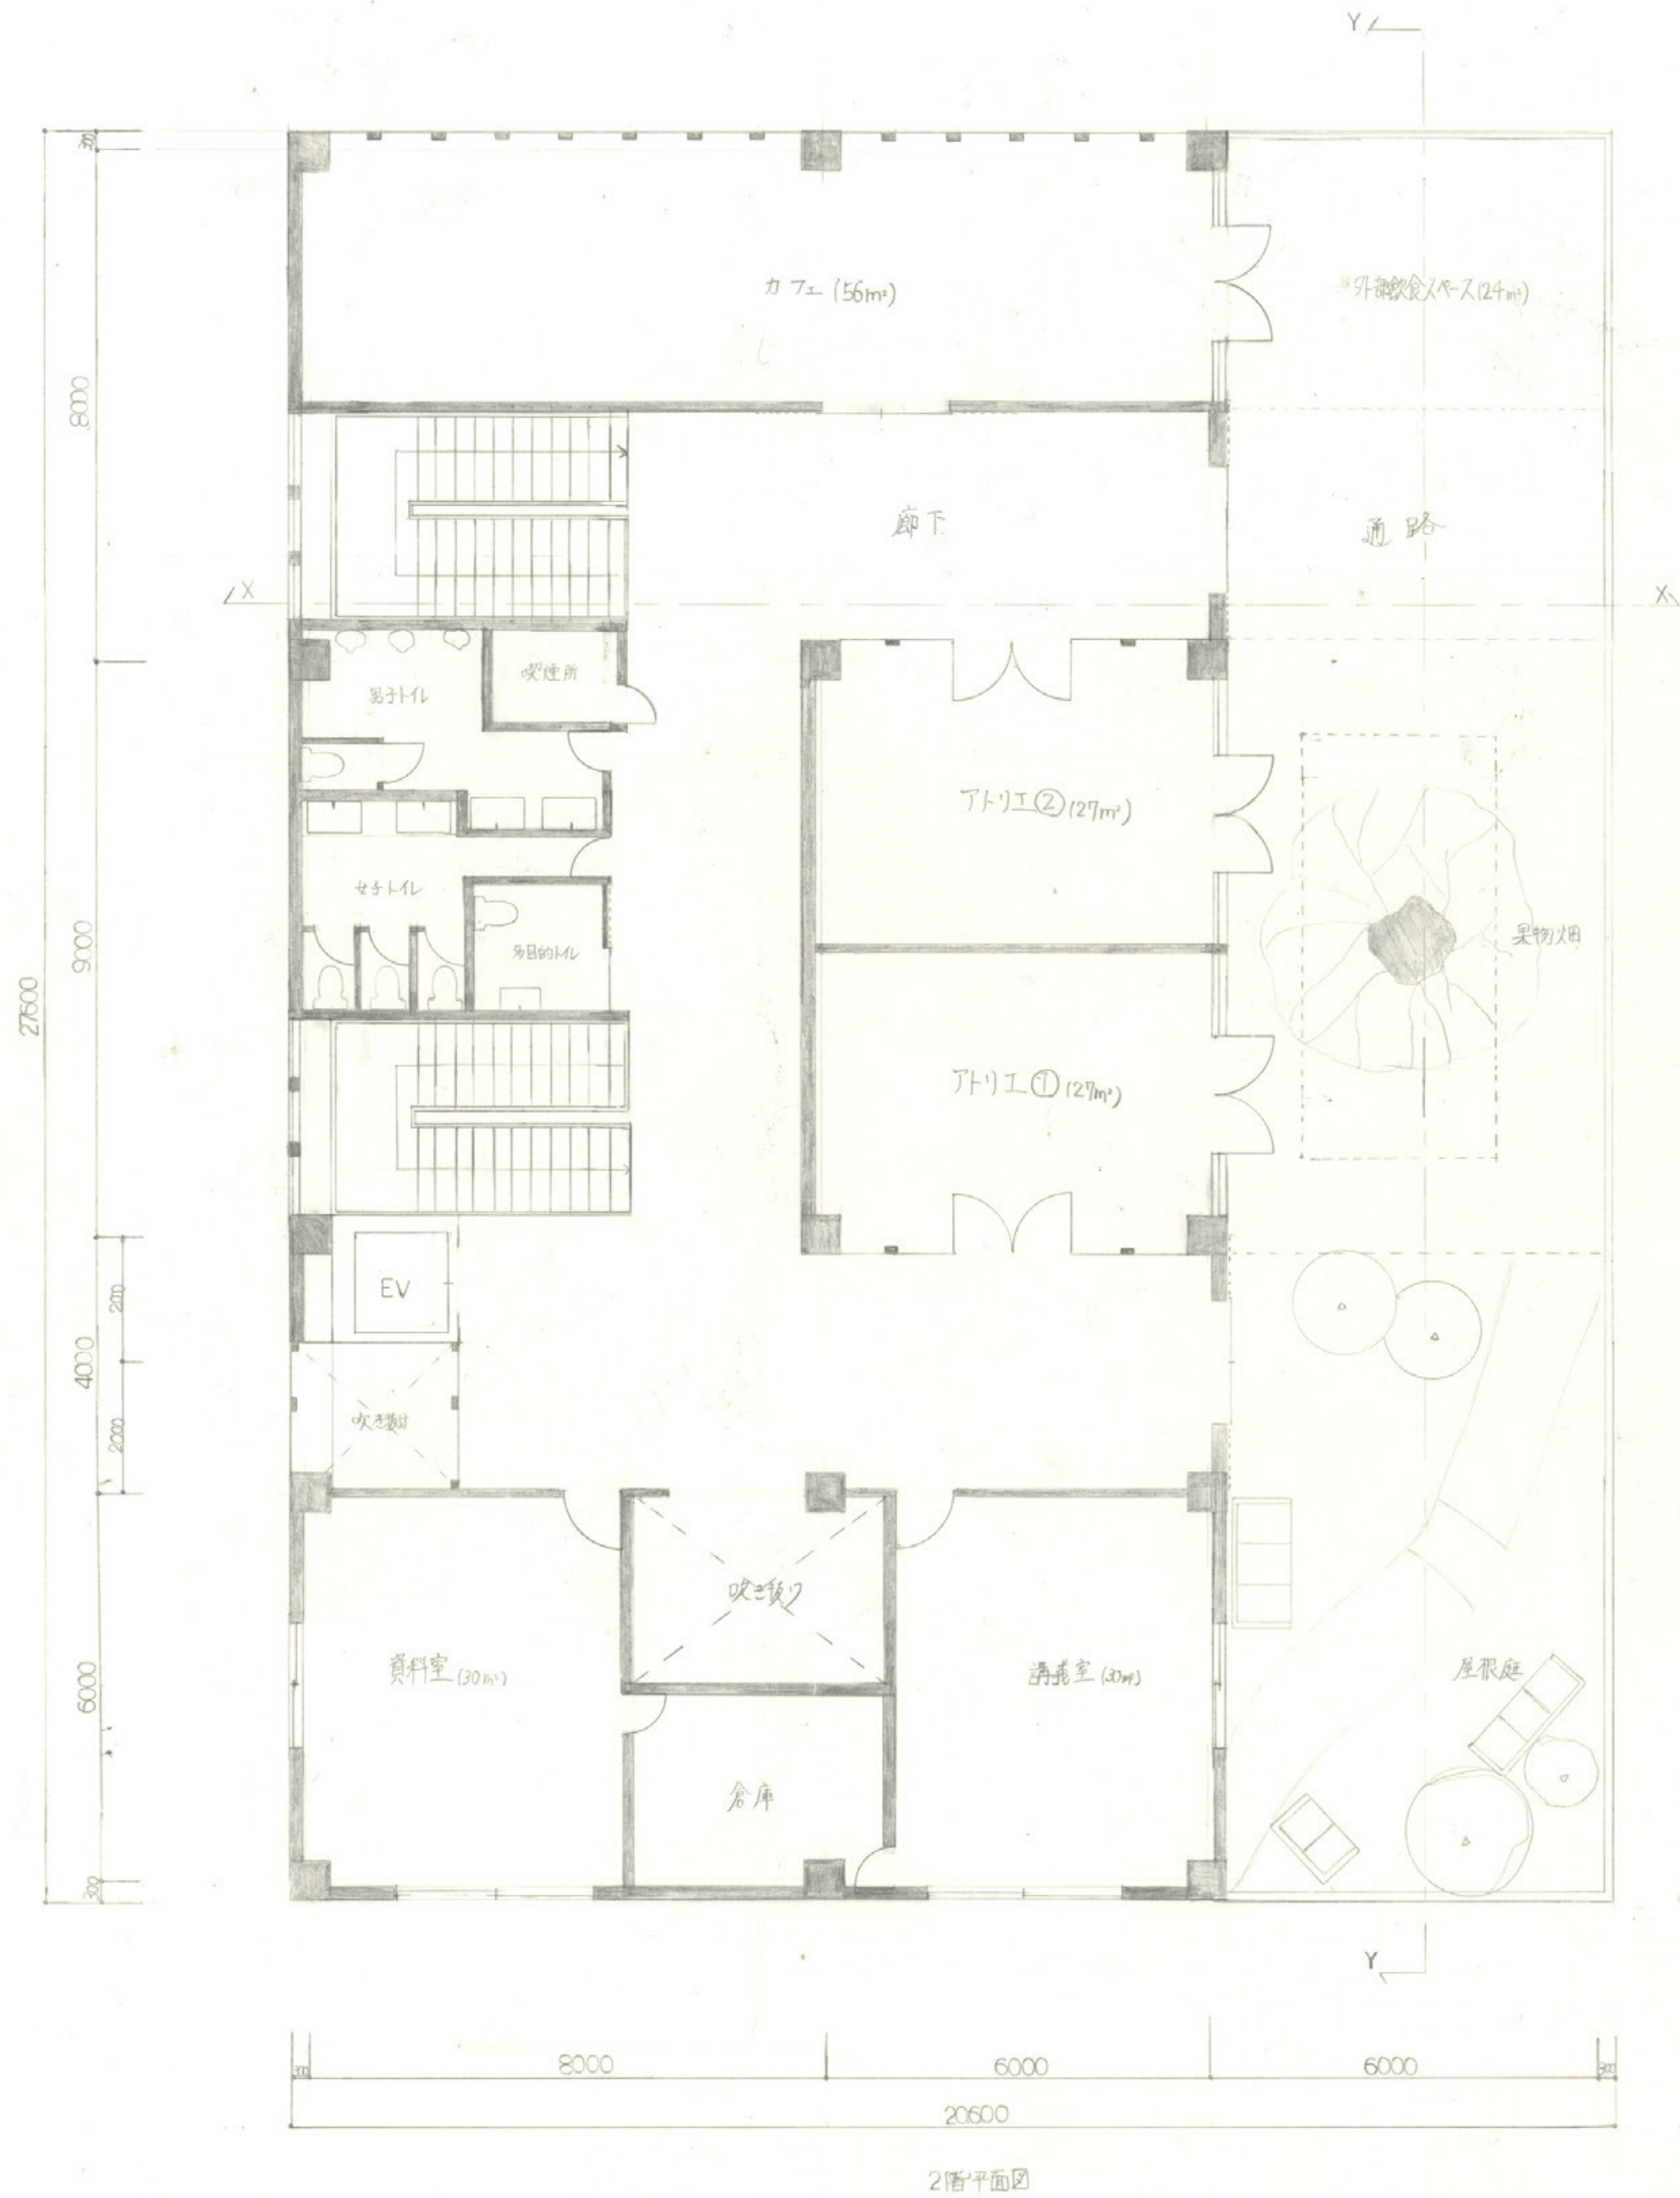 Y
300
カフェ (56m²)
外部飲食スペース(24m²)
8000
廊下
通路
X
X
喫煙所
男子トイレ
アトリエ② (27m²)
女子トイレ
多目的トイレ
果物畑
9000
27600
アトリエ① (27m²)
EV
2000
4000
吹き抜け
2000
吹き抜け
資料室 (30m²)
講義室 (30m²)
屋根庭
6000
倉庫
300
Y
300
8000
6000
6000
300
20600
2階平面図